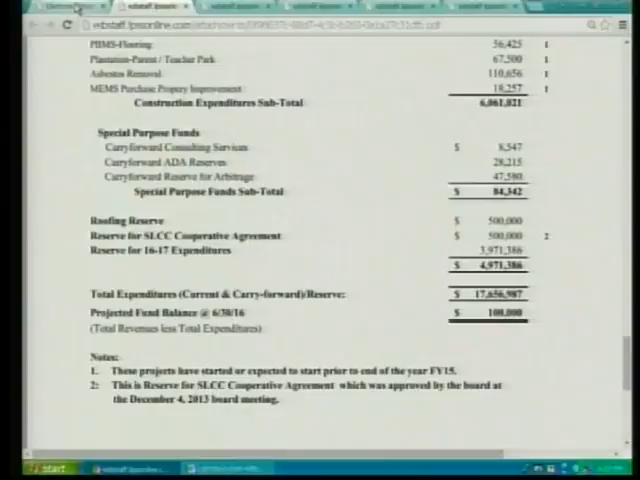 PBMS-Flooring 56,425 1
Plantation-Parent / Teacher Park 67,500 1
Asbestos Removal 110,656 1
MEMS Purchase Propery Improvement 18,257 1
Construction Expenditures Sub-Total 6,061,021
Special Purpose Funds
Carryforward Consulting Services $ 8,547
Carryforward ADA Reserves 28,215
Carryforward Reserve for Arbitrage 47,580
Special Purpose Funds Sub-Total $ 84,342
Roofing Reserve $ 500,000
Reserve for SLCC Cooperative Agreement $ 500,000 2
Reserve for 16-17 Expenditures 3,971,386
$ 4,971,386
Total Expenditures (Current & Carry-forward)/Reserve: $ 17,656,987
Projected Fund Balance @ 6/30/16 $ 100,000
(Total Revenues less Total Expenditures)
Notes:
1. These projects have started or expected to start prior to end of the year FY15.
2: This is Reserve for SLCC Cooperative Agreement which was approved by the board at
the December 4, 2013 board meeting.
start